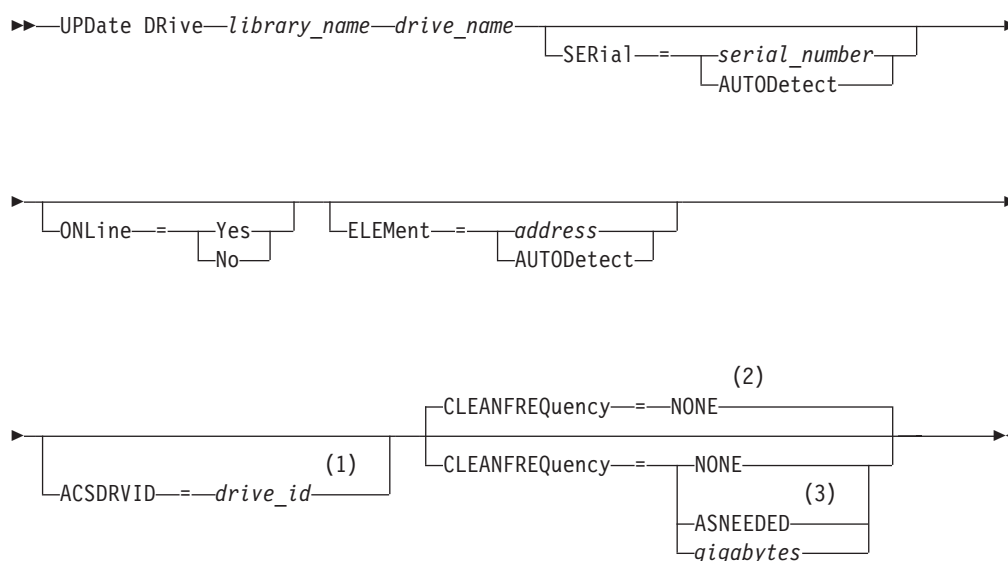 UPDate DRive library_name drive_name
SERial = serial_number
AUTODetect
ONLine = Yes
No
ELEMent = address
AUTODetect
ACSDRVID = drive_id (1)
CLEANFREQuency = NONE (2)
CLEANFREQuency = NONE
ASNEEDED (3)
gigabytes